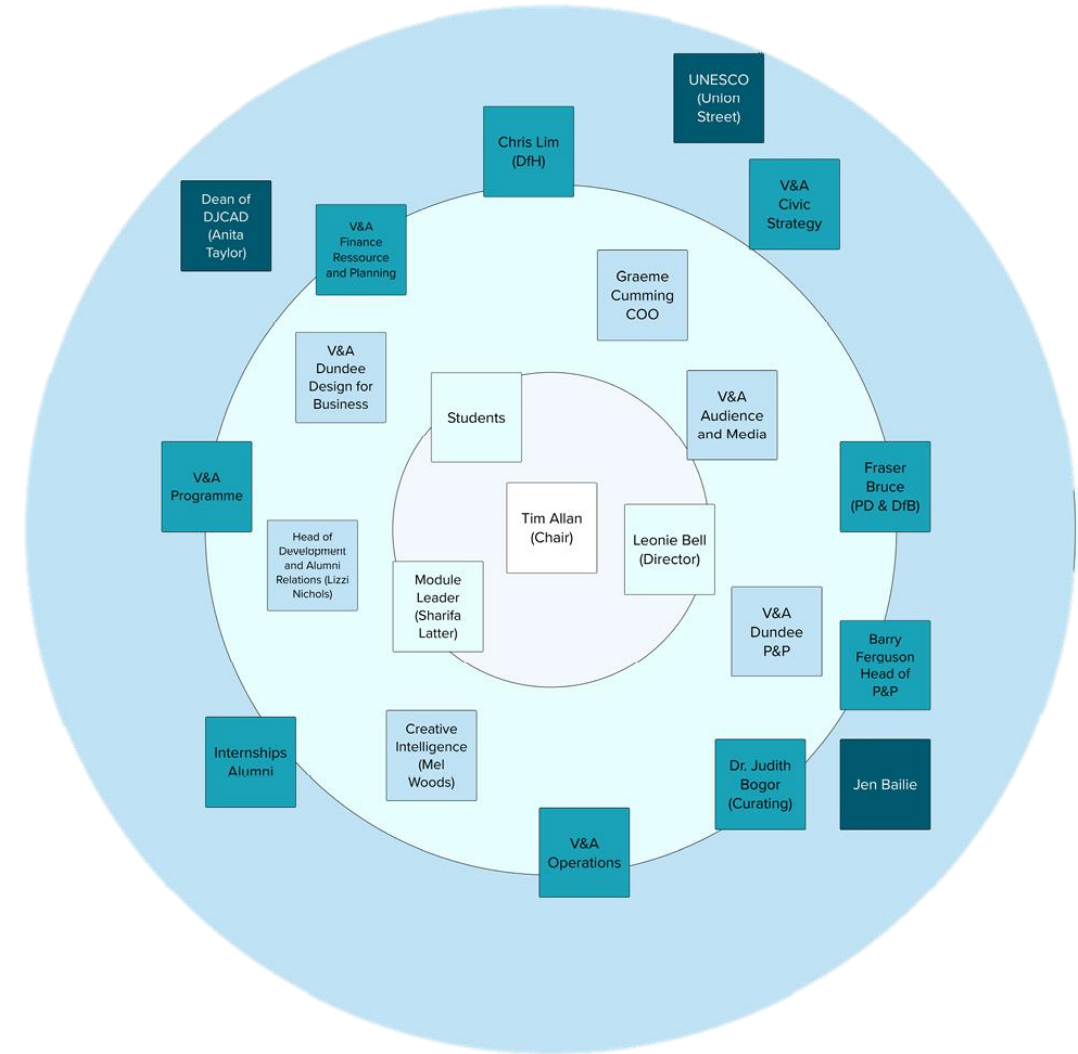 UNESCO
(Union
Street)
Chris Lim
(DfH)
V&A
Civic
Strategy
Dean of
DJCAD
(Anita
Taylor)
V&A
Finance
Ressource
and Planning
Graeme
Cumming
COO
V&A
Dundee
Design for
Business
V&A
Audience
and Media
Students
V&A
Programme
Fraser
Bruce
(PD & DfB)
Tim Allan
(Chair)
Leonie Bell
(Director)
Head of
Development
and Alumni
Relations (Lizzi
Nichols)
Module
Leader
(Sharifa
Latter)
V&A
Dundee
P&P
Barry
Ferguson
Head of
P&P
Internships
Alumni
Creative
Intelligence
(Mel
Woods)
Dr. Judith
Bogor
(Curating)
Jen Bailie
V&A
Operations